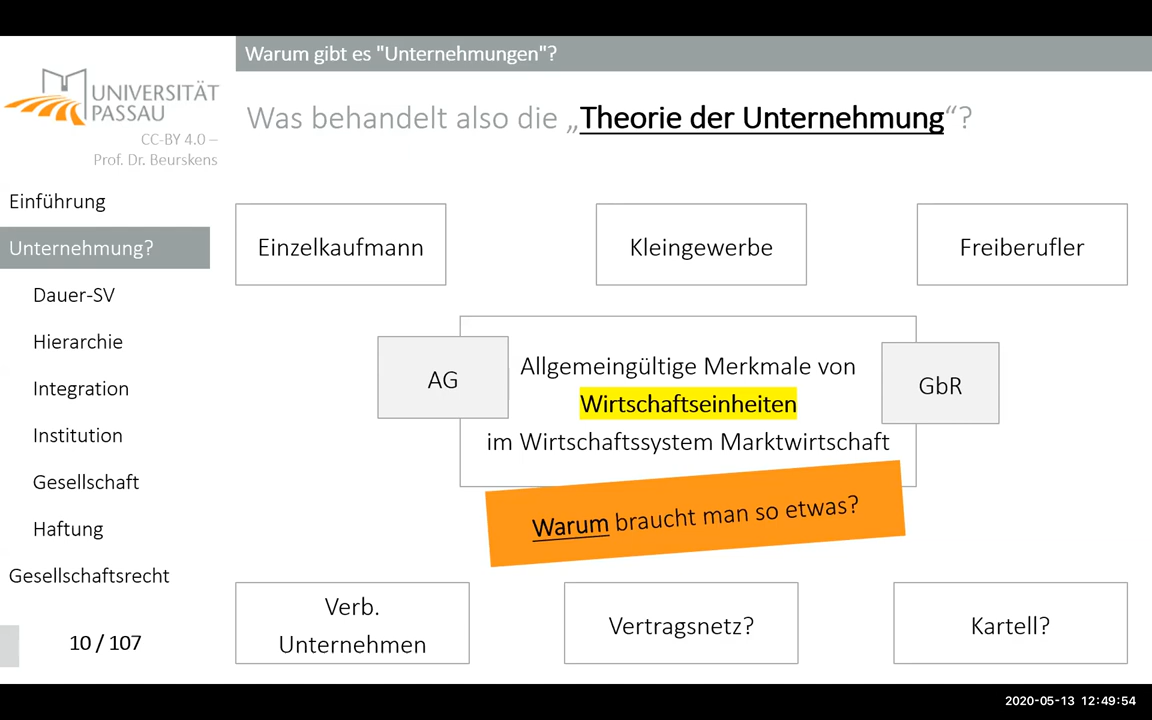 Warum gibt es "Unternehmungen"?
UNIVERSITÄT
PASSAU
CC-BY 4.0 –
Prof. Dr. Beurskens
Was behandelt also die „Theorie der Unternehmung“?
Einführung
Unternehmung?
Dauer-SV
Hierarchie
Integration
Institution
Gesellschaft
Haftung
Gesellschaftsrecht
10 / 107
Einzelkaufmann
Kleingewerbe
Freiberufler
AG
Allgemeingültige Merkmale von
Wirtschaftseinheiten
im Wirtschaftssystem Marktwirtschaft
GbR
Warum braucht man so etwas?
Verb.
Unternehmen
Vertragsnetz?
Kartell?
2020-05-13 12:49:54